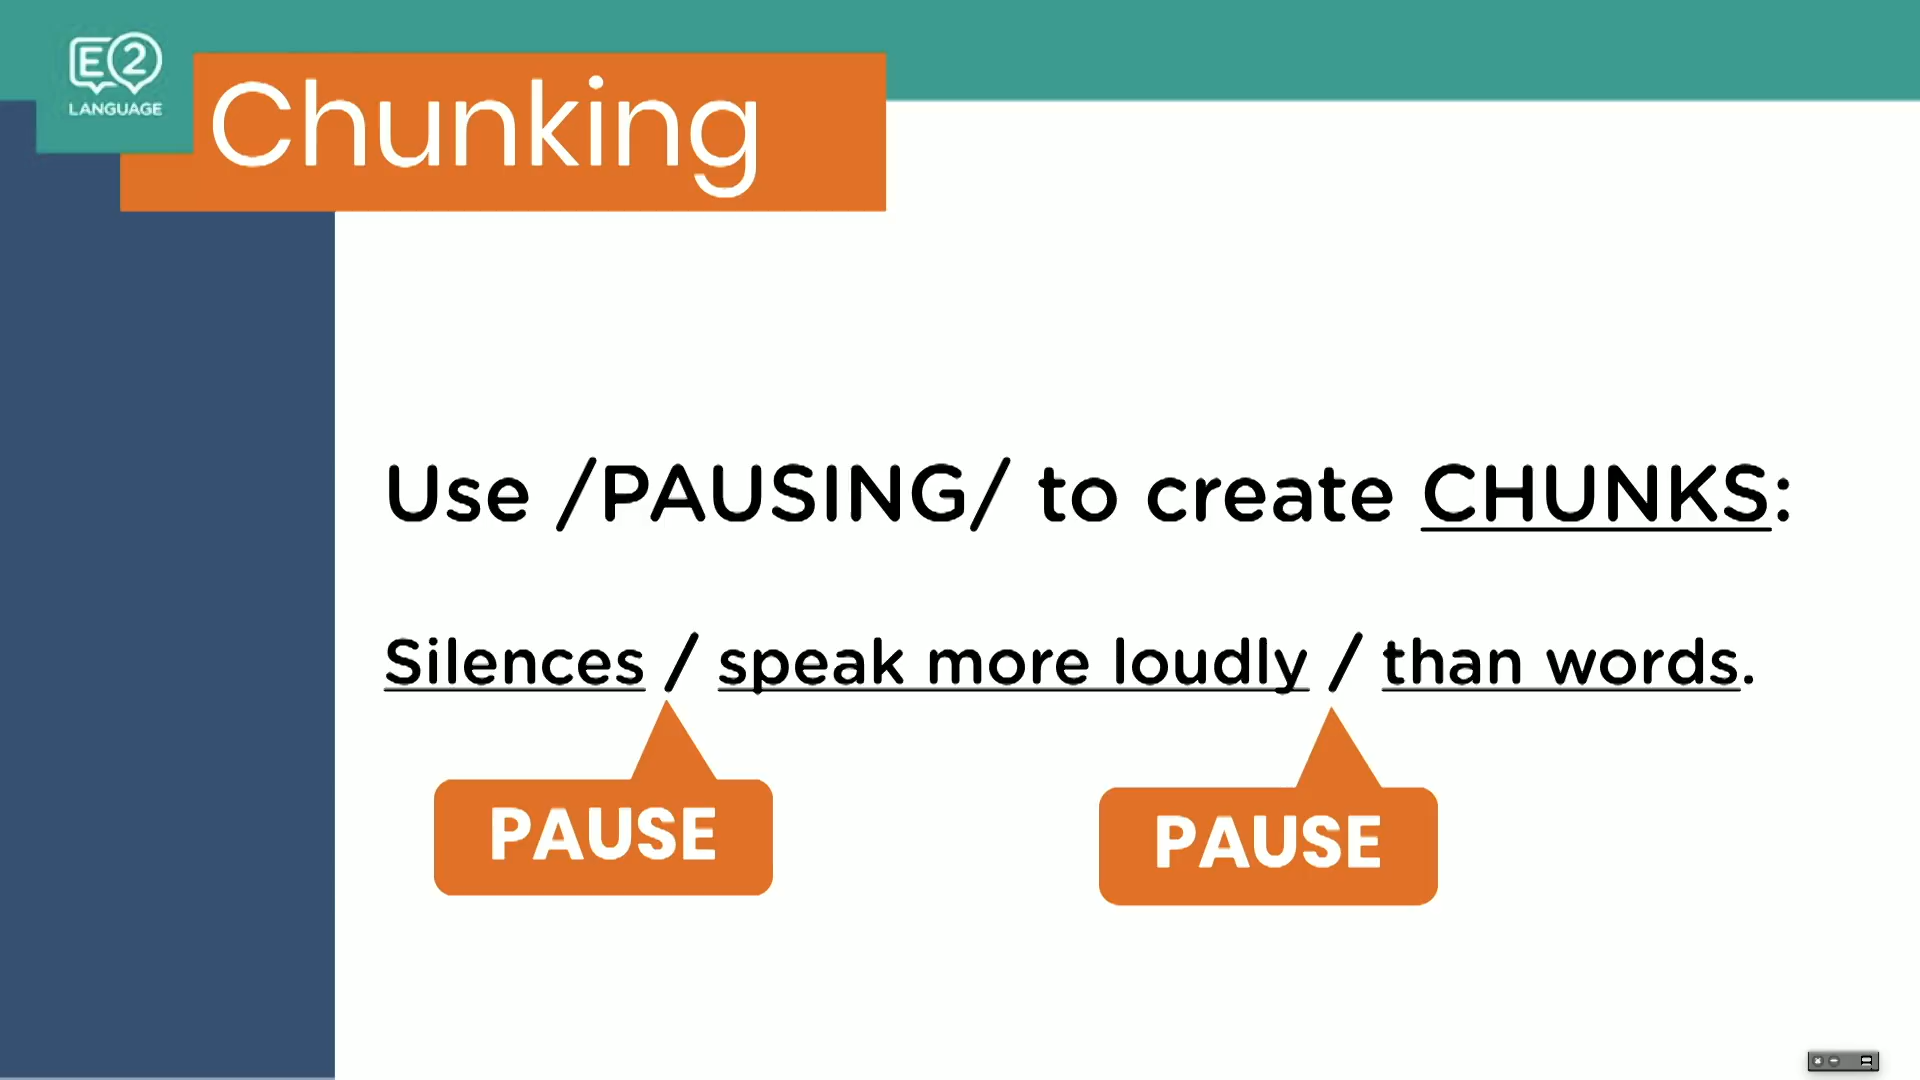 E2
LANGUAGE
Chunking
Use /PAUSING/ to create CHUNKS:
Silences / speak more loudly / than words.
PAUSE
PAUSE